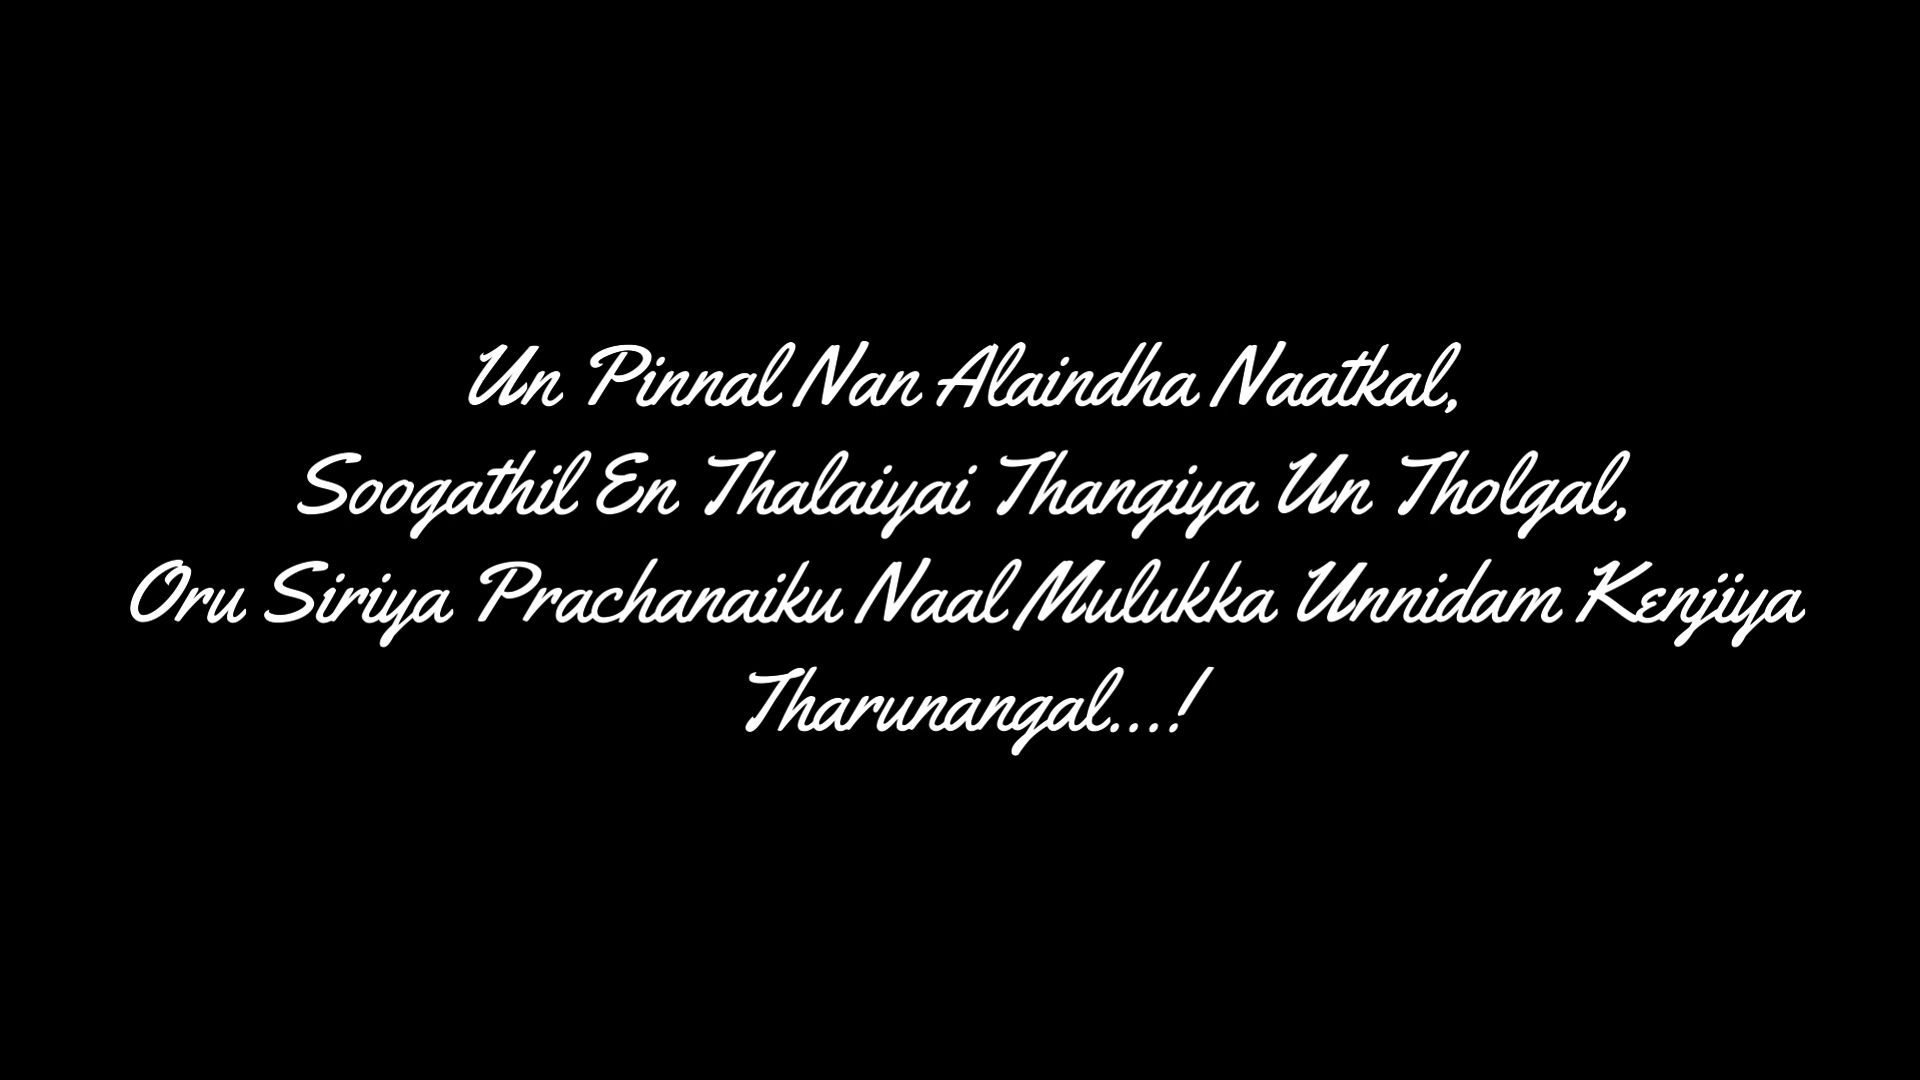 Un Pinnal Nan Alaindha Naatkal,
Soogathil En Thalaiyai Thangiya Un Tholgal,
Oru Siriya Prachanaiku Naal Mulukka Unnidam Kenjiya
Tharunangal...!